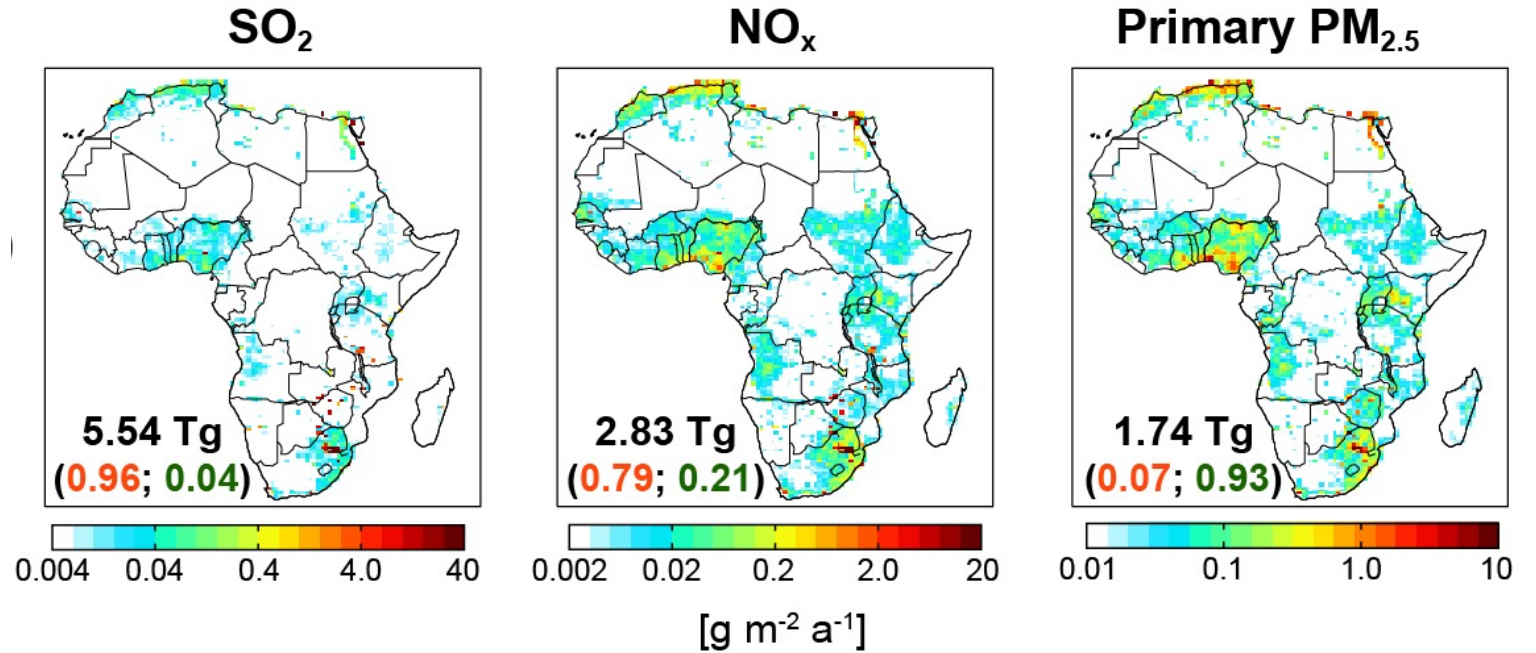 SO2
NOx
Primary PM2.5
5.54 Tg
(0.96; 0.04)
2.83 Tg
(0.79; 0.21)
1.74 Tg
(0.07; 0.93)
0.004 0.04 0.4 4.0 40
0.002 0.02 0.2 2.0 20
0.01 0.1 1.0 10
[g m-2 a-1]